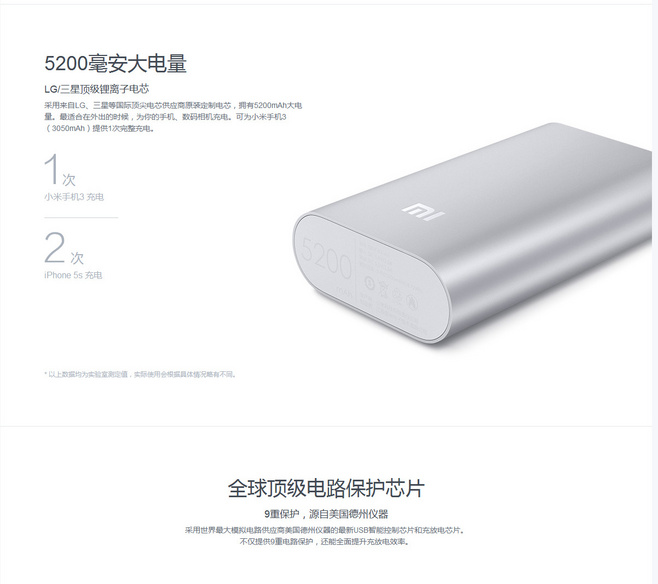 5200毫安大电量
LG/三星顶级锂离子电芯
采用来自LG、三星等国际顶尖电芯供应商原装定制电芯，拥有5200mAh大电
量。最适合在外出的时候，为你的手机、数码相机充电。可为小米手机3
（3050mAh）提供1次完整充电。
1次
小米手机3 充电
2次
iPhone 5s 充电
mi
5200
* 以上数据均为实验室测定值，实际使用会根据具体情况略有不同。
全球顶级电路保护芯片
9重保护，源自美国德州仪器
采用世界最大模拟电路供应商美国德州仪器的最新USB智能控制芯片和充放电芯片。
不仅提供9重电路保护，还能全面提升充放电效率。